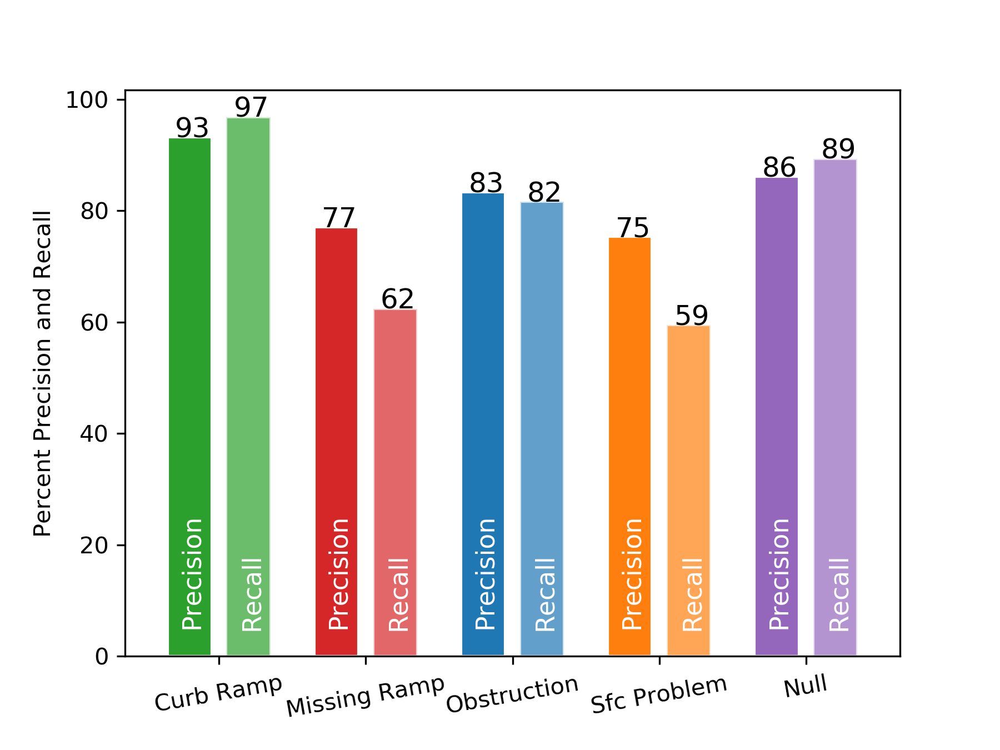 Percent Precision and Recall
100
80
60
40
20
0
93
97
77
62
83
82
75
59
86
89
Precision
Recall
Precision
Recall
Precision
Recall
Precision
Recall
Precision
Recall
Curb Ramp
Missing Ramp
Obstruction
Sfc Problem
Null